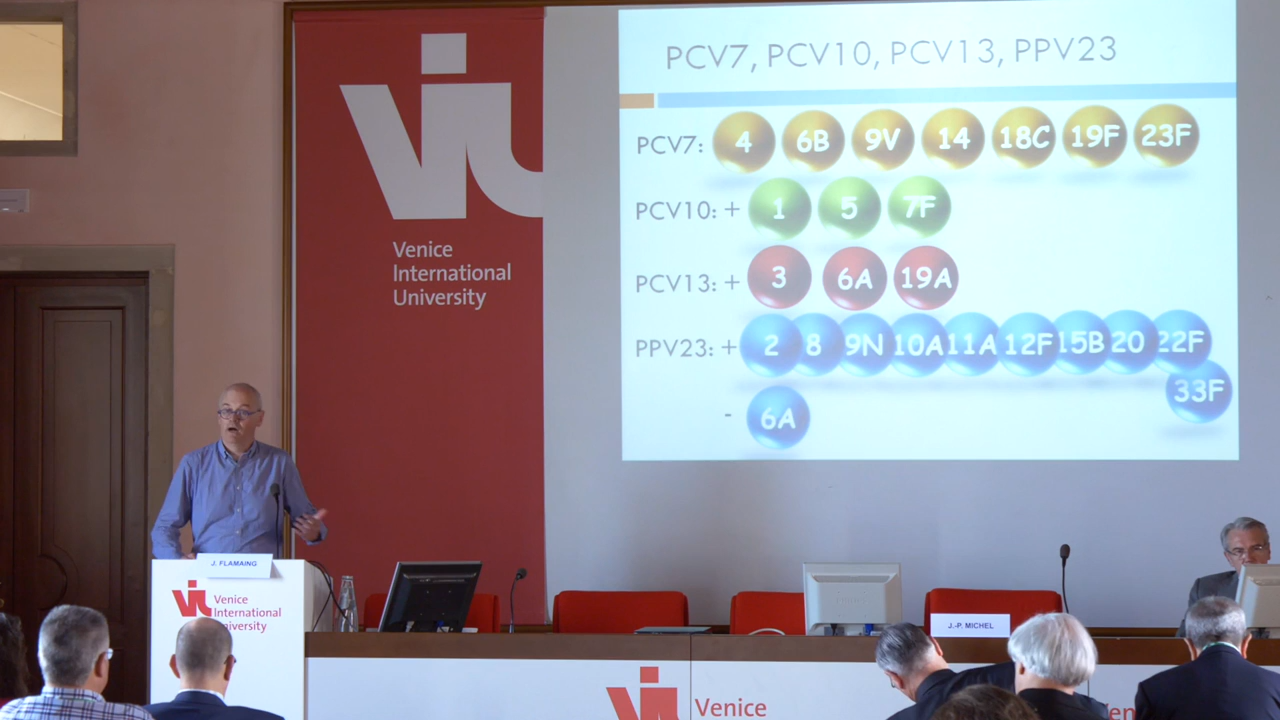 PCV7, PCV10, PCV13, PPV23
PCV7: 4 6B 9V 14 18C 19F 23F
PCV10: + 1 5 7F
PCV13: + 3 6A 19A
PPV23: + 2 8 9N 10A 11A 12F 15B 20 22F
33F
- 6A
Venice
International
University
J. FLAMAING
Venice
International
University
J.-P. MICHEL
Venice